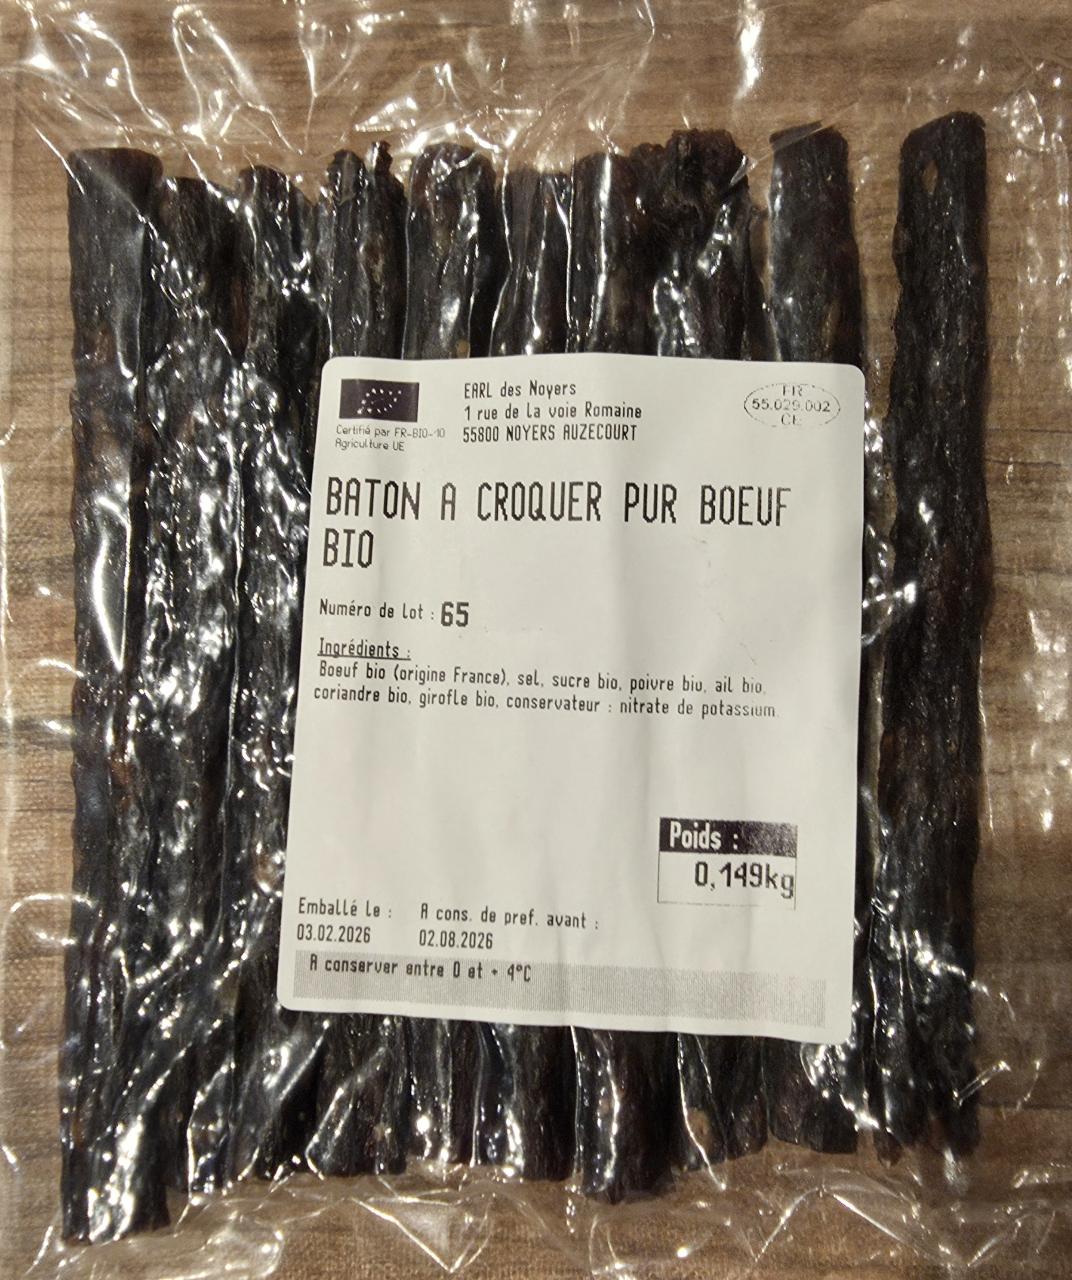 EARL des Noyers
1 rue de la voie Romaine
55800 NOYERS AUZECOURT
FR
55.029.002
CE
Certifié par FR-BIO-10
Agriculture UE
BATON A CROQUER PUR BOEUF
BIO
Numéro de lot : 65
Ingrédients :
Boeuf bio (origine France), sel, sucre bio, poivre bio, ail bio,
coriandre bio, girofle bio, conservateur : nitrate de potassium.
Poids :
0,149kg
Emballé le :
03.02.2026
A cons. de pref. avant :
02.08.2026
A conserver entre 0 et + 4°C